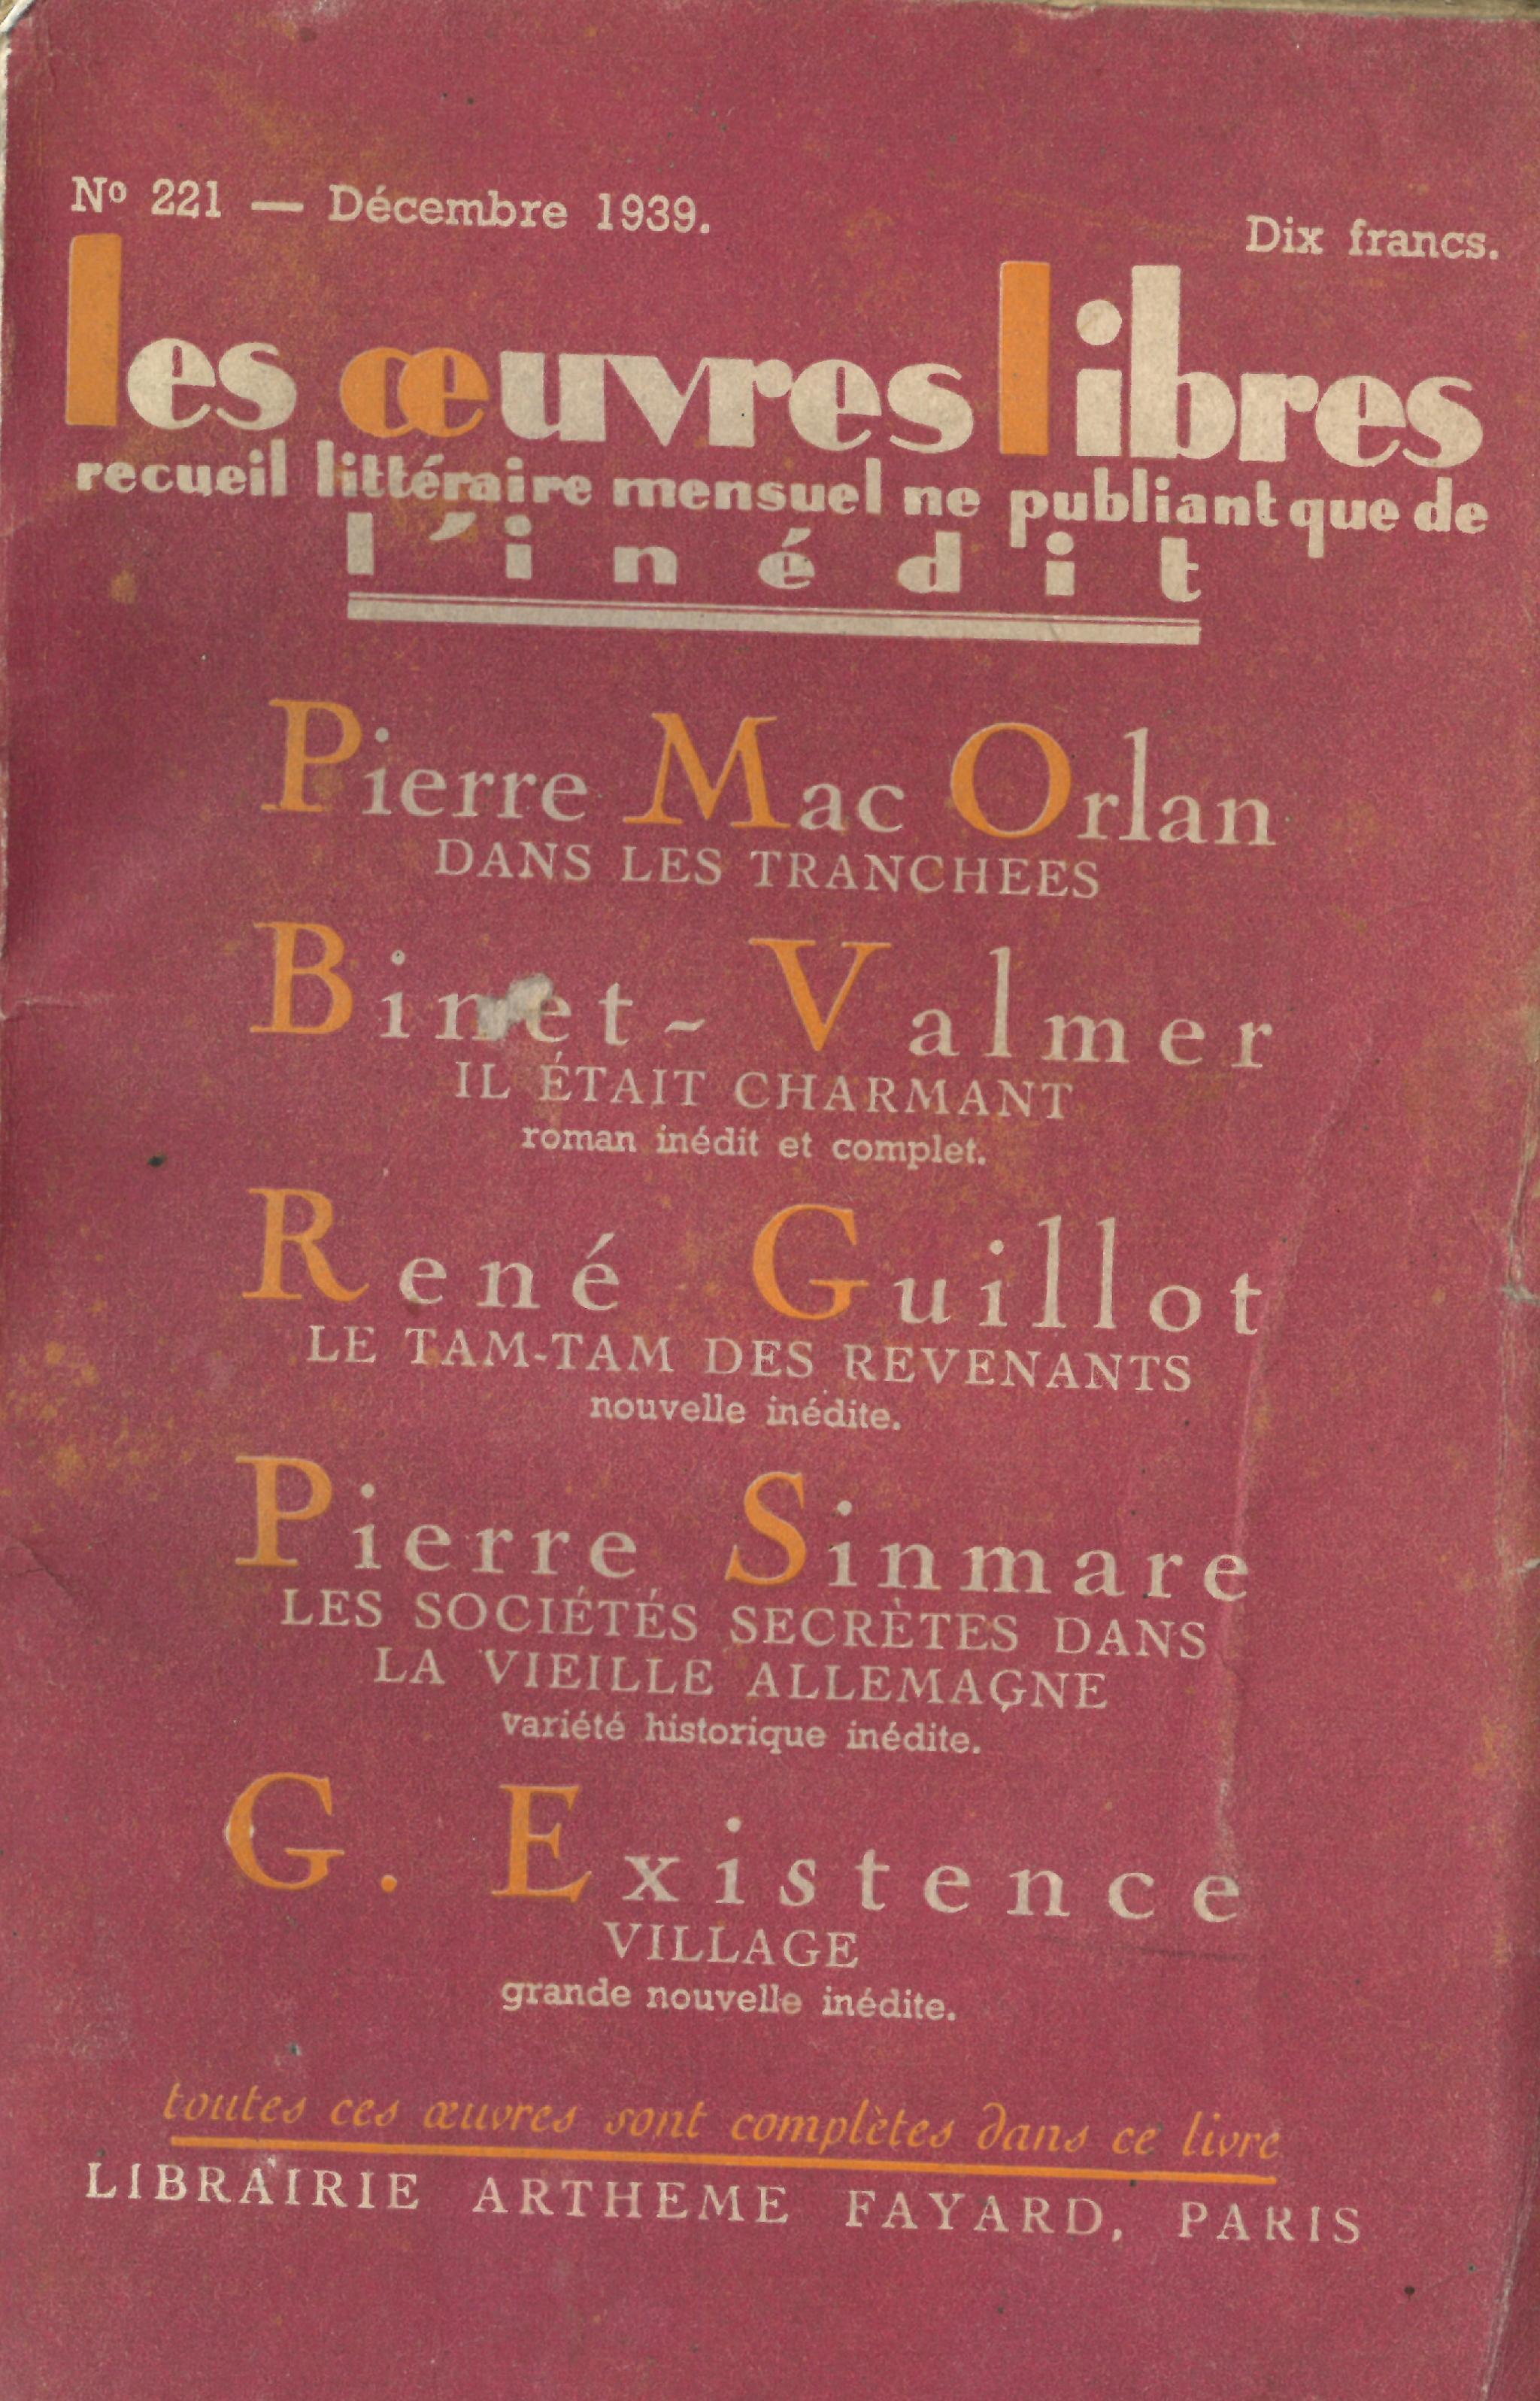 Nº 221 — Décembre 1939.
Dix francs.
les œuvres libres
recueil littéraire mensuel ne publiant que de
l'inédit
Pierre Mac Orlan
DANS LES TRANCHEES
Binet-Valmer
IL ÉTAIT CHARMANT
roman inédit et complet.
René Guillot
LE TAM-TAM DES REVENANTS
nouvelle inédite.
Pierre Sinmare
LES SOCIÉTÉS SECRÈTES DANS
LA VIEILLE ALLEMAGNE
variété historique inédite.
G. Existence
VILLAGE
grande nouvelle inédite.
toutes ces œuvres sont complètes dans ce livre
LIBRAIRIE ARTHEME FAYARD, PARIS